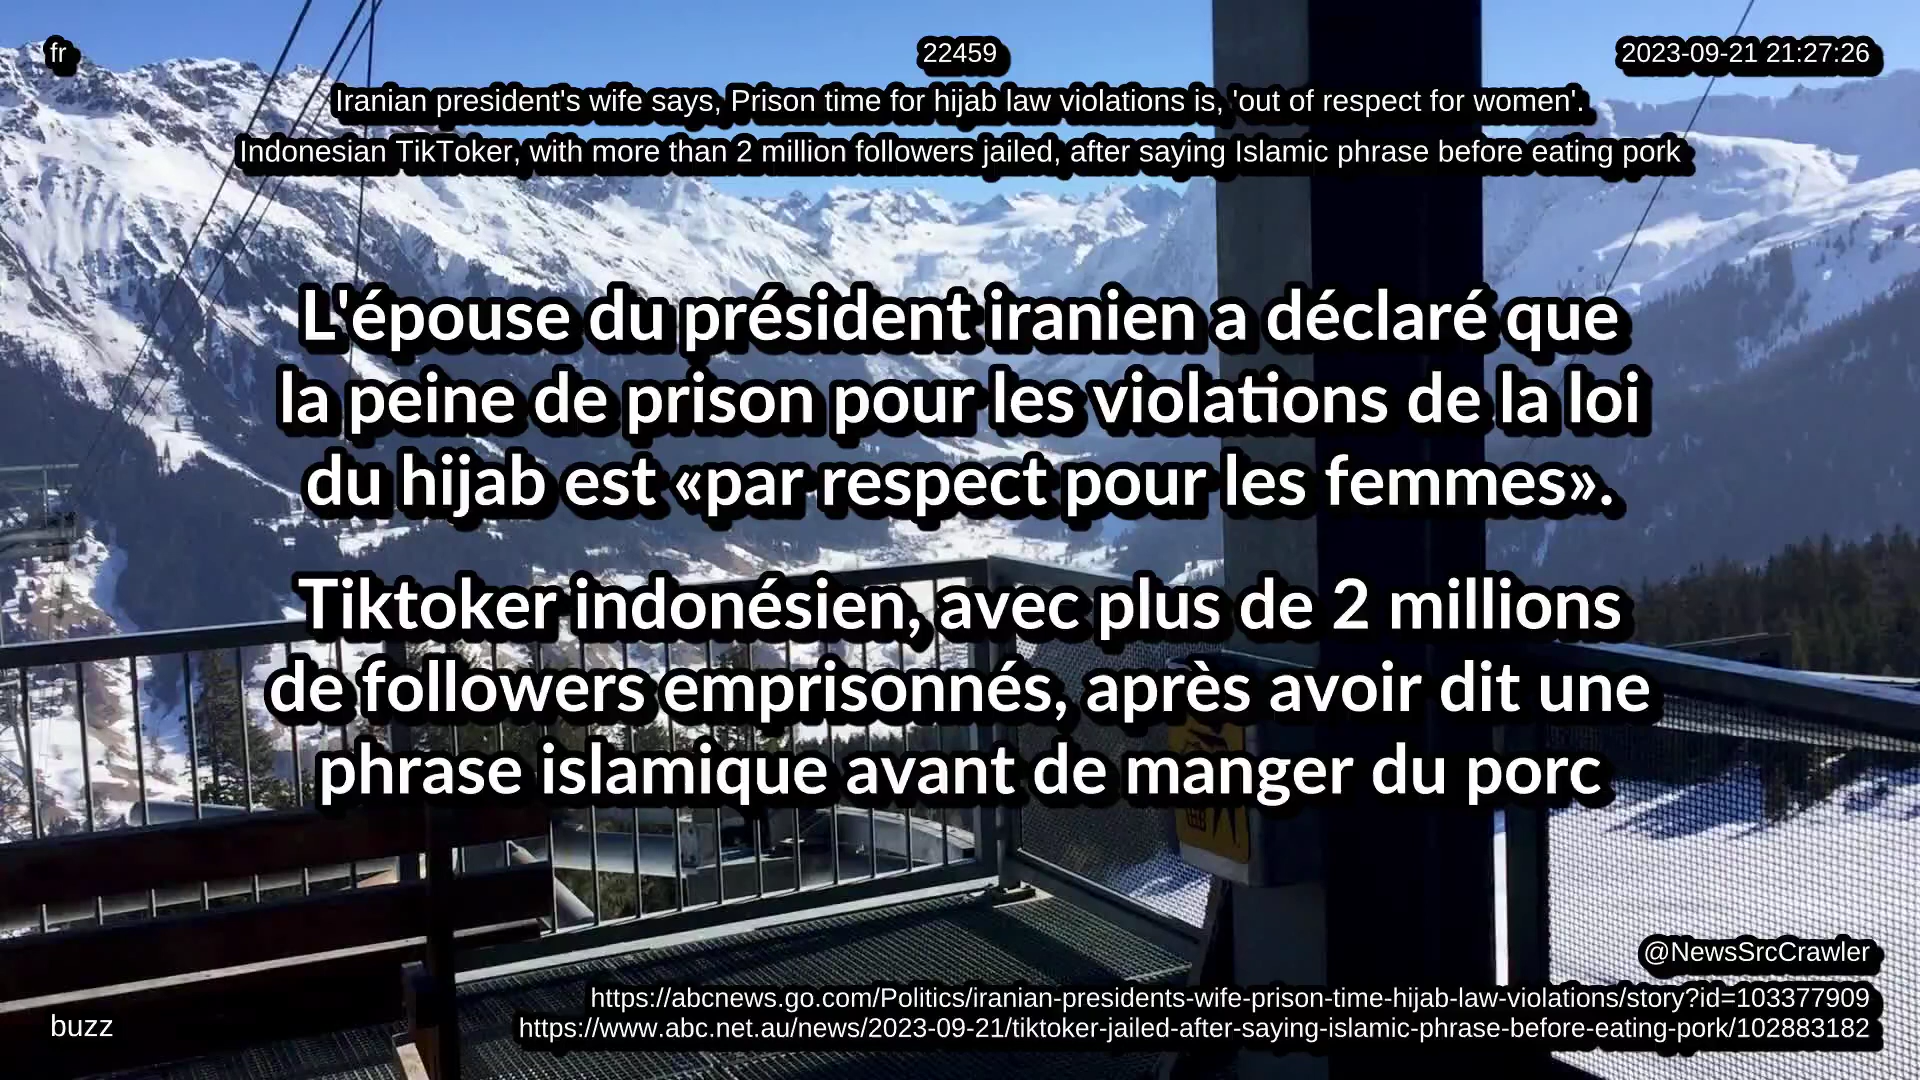 fr
22459
2023-09-21 21:27:26
Iranian president's wife says, Prison time for hijab law violations is, 'out of respect for women'.
Indonesian TikToker, with more than 2 million followers jailed, after saying Islamic phrase before eating pork
L'épouse du président iranien a déclaré que
la peine de prison pour les violations de la loi
du hijab est «par respect pour les femmes».
Tiktoker indonésien, avec plus de 2 millions
de followers emprisonnés, après avoir dit une
phrase islamique avant de manger du porc
@NewsSrcCrawler
https://abcnews.go.com/Politics/iranian-presidents-wife-prison-time-hijab-law-violations/story?id=103377909
buzz
https://www.abc.net.au/news/2023-09-21/tiktoker-jailed-after-saying-islamic-phrase-before-eating-pork/102883182